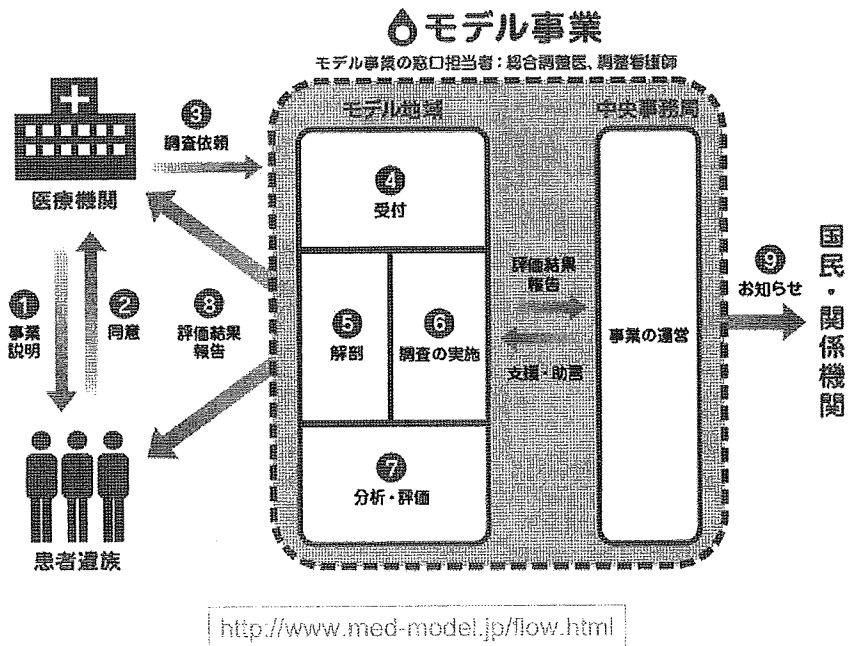 モデル事業
モデル事業の窓口担当者：総合調整医、調整看護師
モデル地域
中央事務局
医療機関
③
調査依頼
④
受付
①
事業
説明
②
同意
⑧
評価結果
報告
⑤
解剖
⑥
調査の実施
⑦
分析・評価
評価結果
報告
支援・助言
事業の運営
⑨
お知らせ
国民・関係機関
患者遺族
http://www.med-model.jp/flow.html